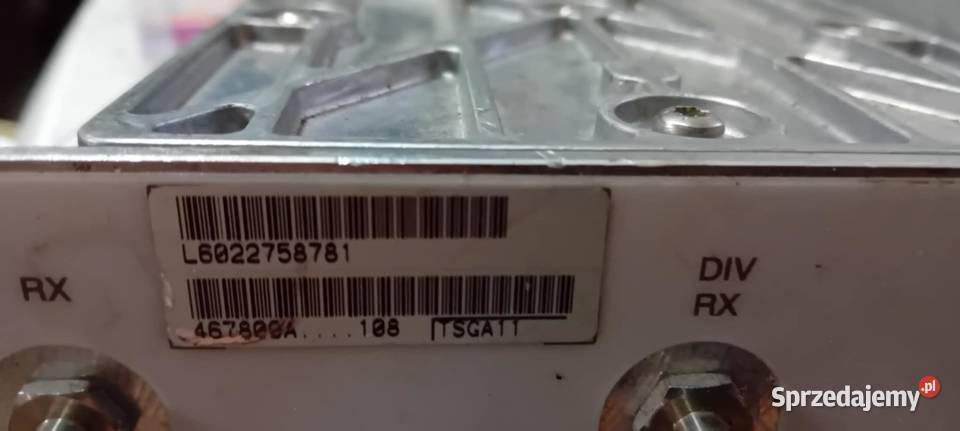 L6022758781
RX
DIV
RX
467800A....108 TSGA11
Sprzedajemy.pl